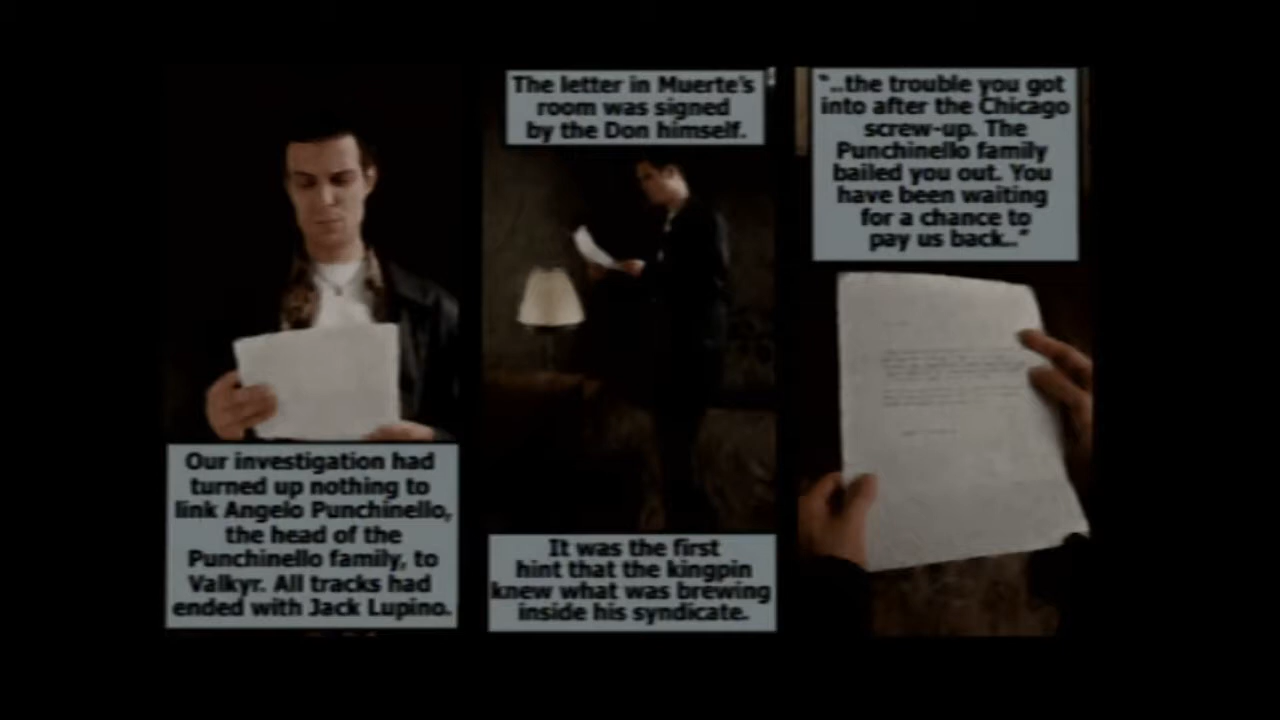 Our investigation had
turned up nothing to
link Angelo Punchinello,
the head of the
Punchinello family, to
Valkyr. All tracks had
ended with Jack Lupino.
The letter in Muerte's
room was signed
by the Don himself.
It was the first
hint that the kingpin
knew what was brewing
inside his syndicate.
"..the trouble you got
into after the Chicago
screw-up. The
Punchinello family
bailed you out. You
have been waiting
for a chance to
pay us back.."